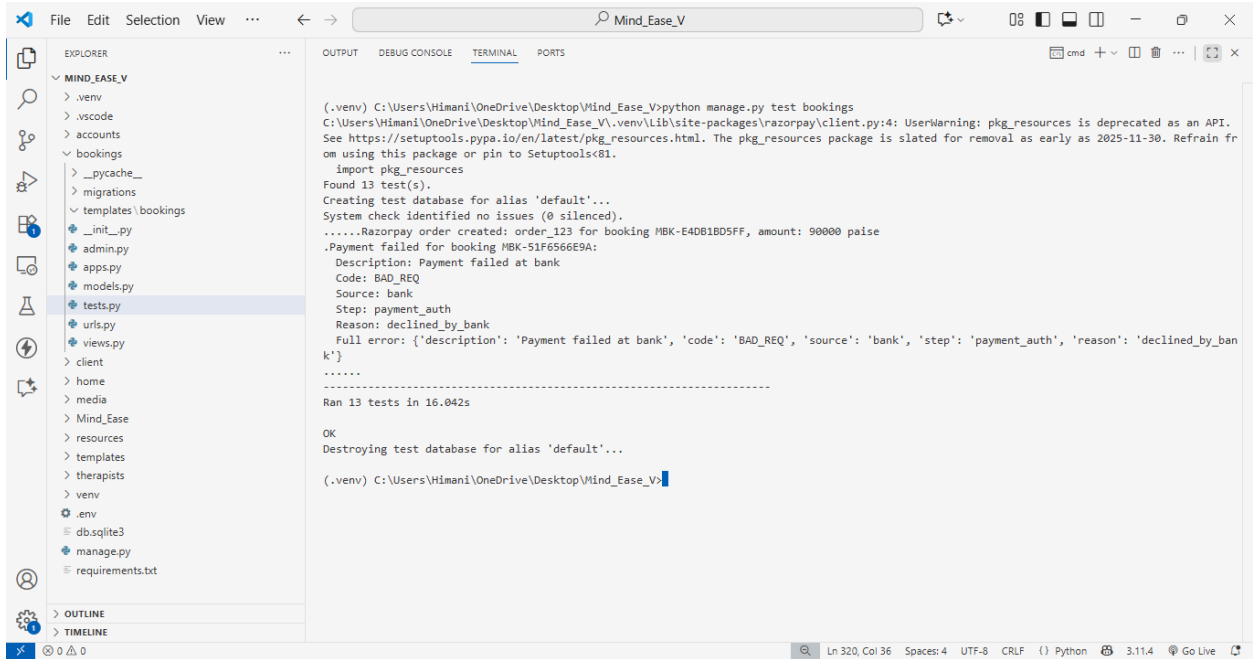 File Edit Selection View ··· Mind_Ease_V
EXPLORER ···
MIND_EASE_V
.venv
.vscode
accounts
bookings
__pycache__
migrations
templates\bookings
__init__.py
admin.py
apps.py
models.py
tests.py
urls.py
views.py
client
home
media
Mind_Ease
resources
templates
therapists
venv
.env
db.sqlite3
manage.py
requirements.txt
OUTLINE
TIMELINE
OUTPUT DEBUG CONSOLE TERMINAL PORTS cmd
(.venv) C:\Users\Himani\OneDrive\Desktop\Mind_Ease_V>python manage.py test bookings
C:\Users\Himani\OneDrive\Desktop\Mind_Ease_V\.venv\Lib\site-packages\razorpay\client.py:4: UserWarning: pkg_resources is deprecated as an API.
See https://setuptools.pypa.io/en/latest/pkg_resources.html. The pkg_resources package is slated for removal as early as 2025-11-30. Refrain fr
om using this package or pin to Setuptools<81.
import pkg_resources
Found 13 test(s).
Creating test database for alias 'default'...
System check identified no issues (0 silenced).
......Razorpay order created: order_123 for booking MBK-E4DB1BD5FF, amount: 90000 paise
.Payment failed for booking MBK-51F6566E9A:
Description: Payment failed at bank
Code: BAD_REQ
Source: bank
Step: payment_auth
Reason: declined_by_bank
Full error: {'description': 'Payment failed at bank', 'code': 'BAD_REQ', 'source': 'bank', 'step': 'payment_auth', 'reason': 'declined_by_ban
k'}
......
----------------------------------------------------------------------
Ran 13 tests in 16.042s
OK
Destroying test database for alias 'default'...
(.venv) C:\Users\Himani\OneDrive\Desktop\Mind_Ease_V>
0 0 Ln 320, Col 36 Spaces: 4 UTF-8 CRLF {} Python 3.11.4 Go Live